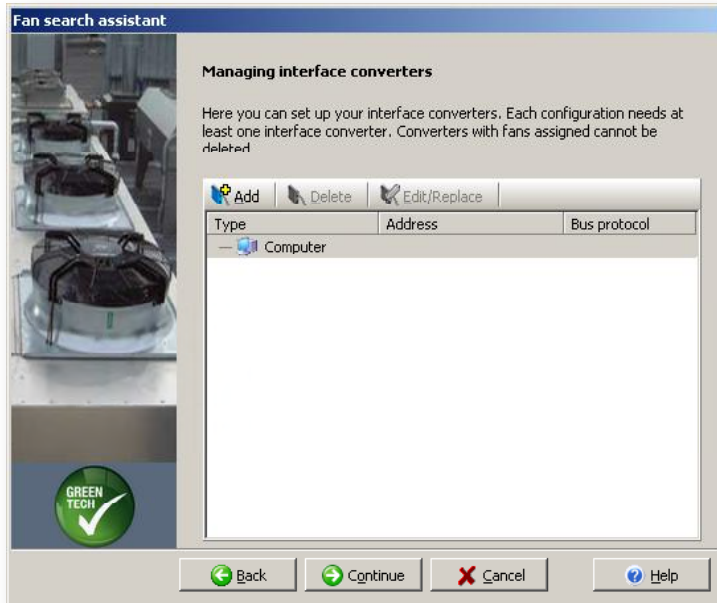 Fan search assistant
Managing interface converters
Here you can set up your interface converters. Each configuration needs at
least one interface converter. Converters with fans assigned cannot be
deleted
Add Delete Edit/Replace
Type Address Bus protocol
Computer
GREEN
TECH
Back Continue Cancel Help